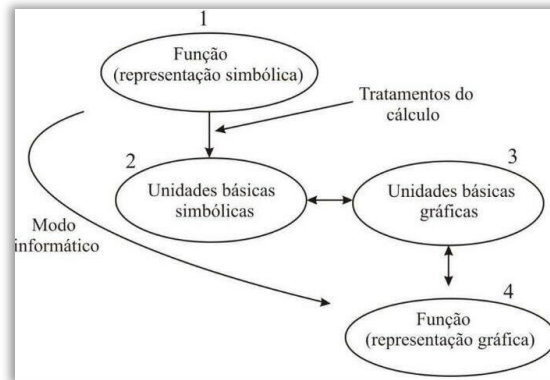 1
Função
(representação simbólica)
Tratamentos do
cálculo
2
Unidades básicas
simbólicas
3
Unidades básicas
gráficas
Modo
informático
4
Função
(representação gráfica)